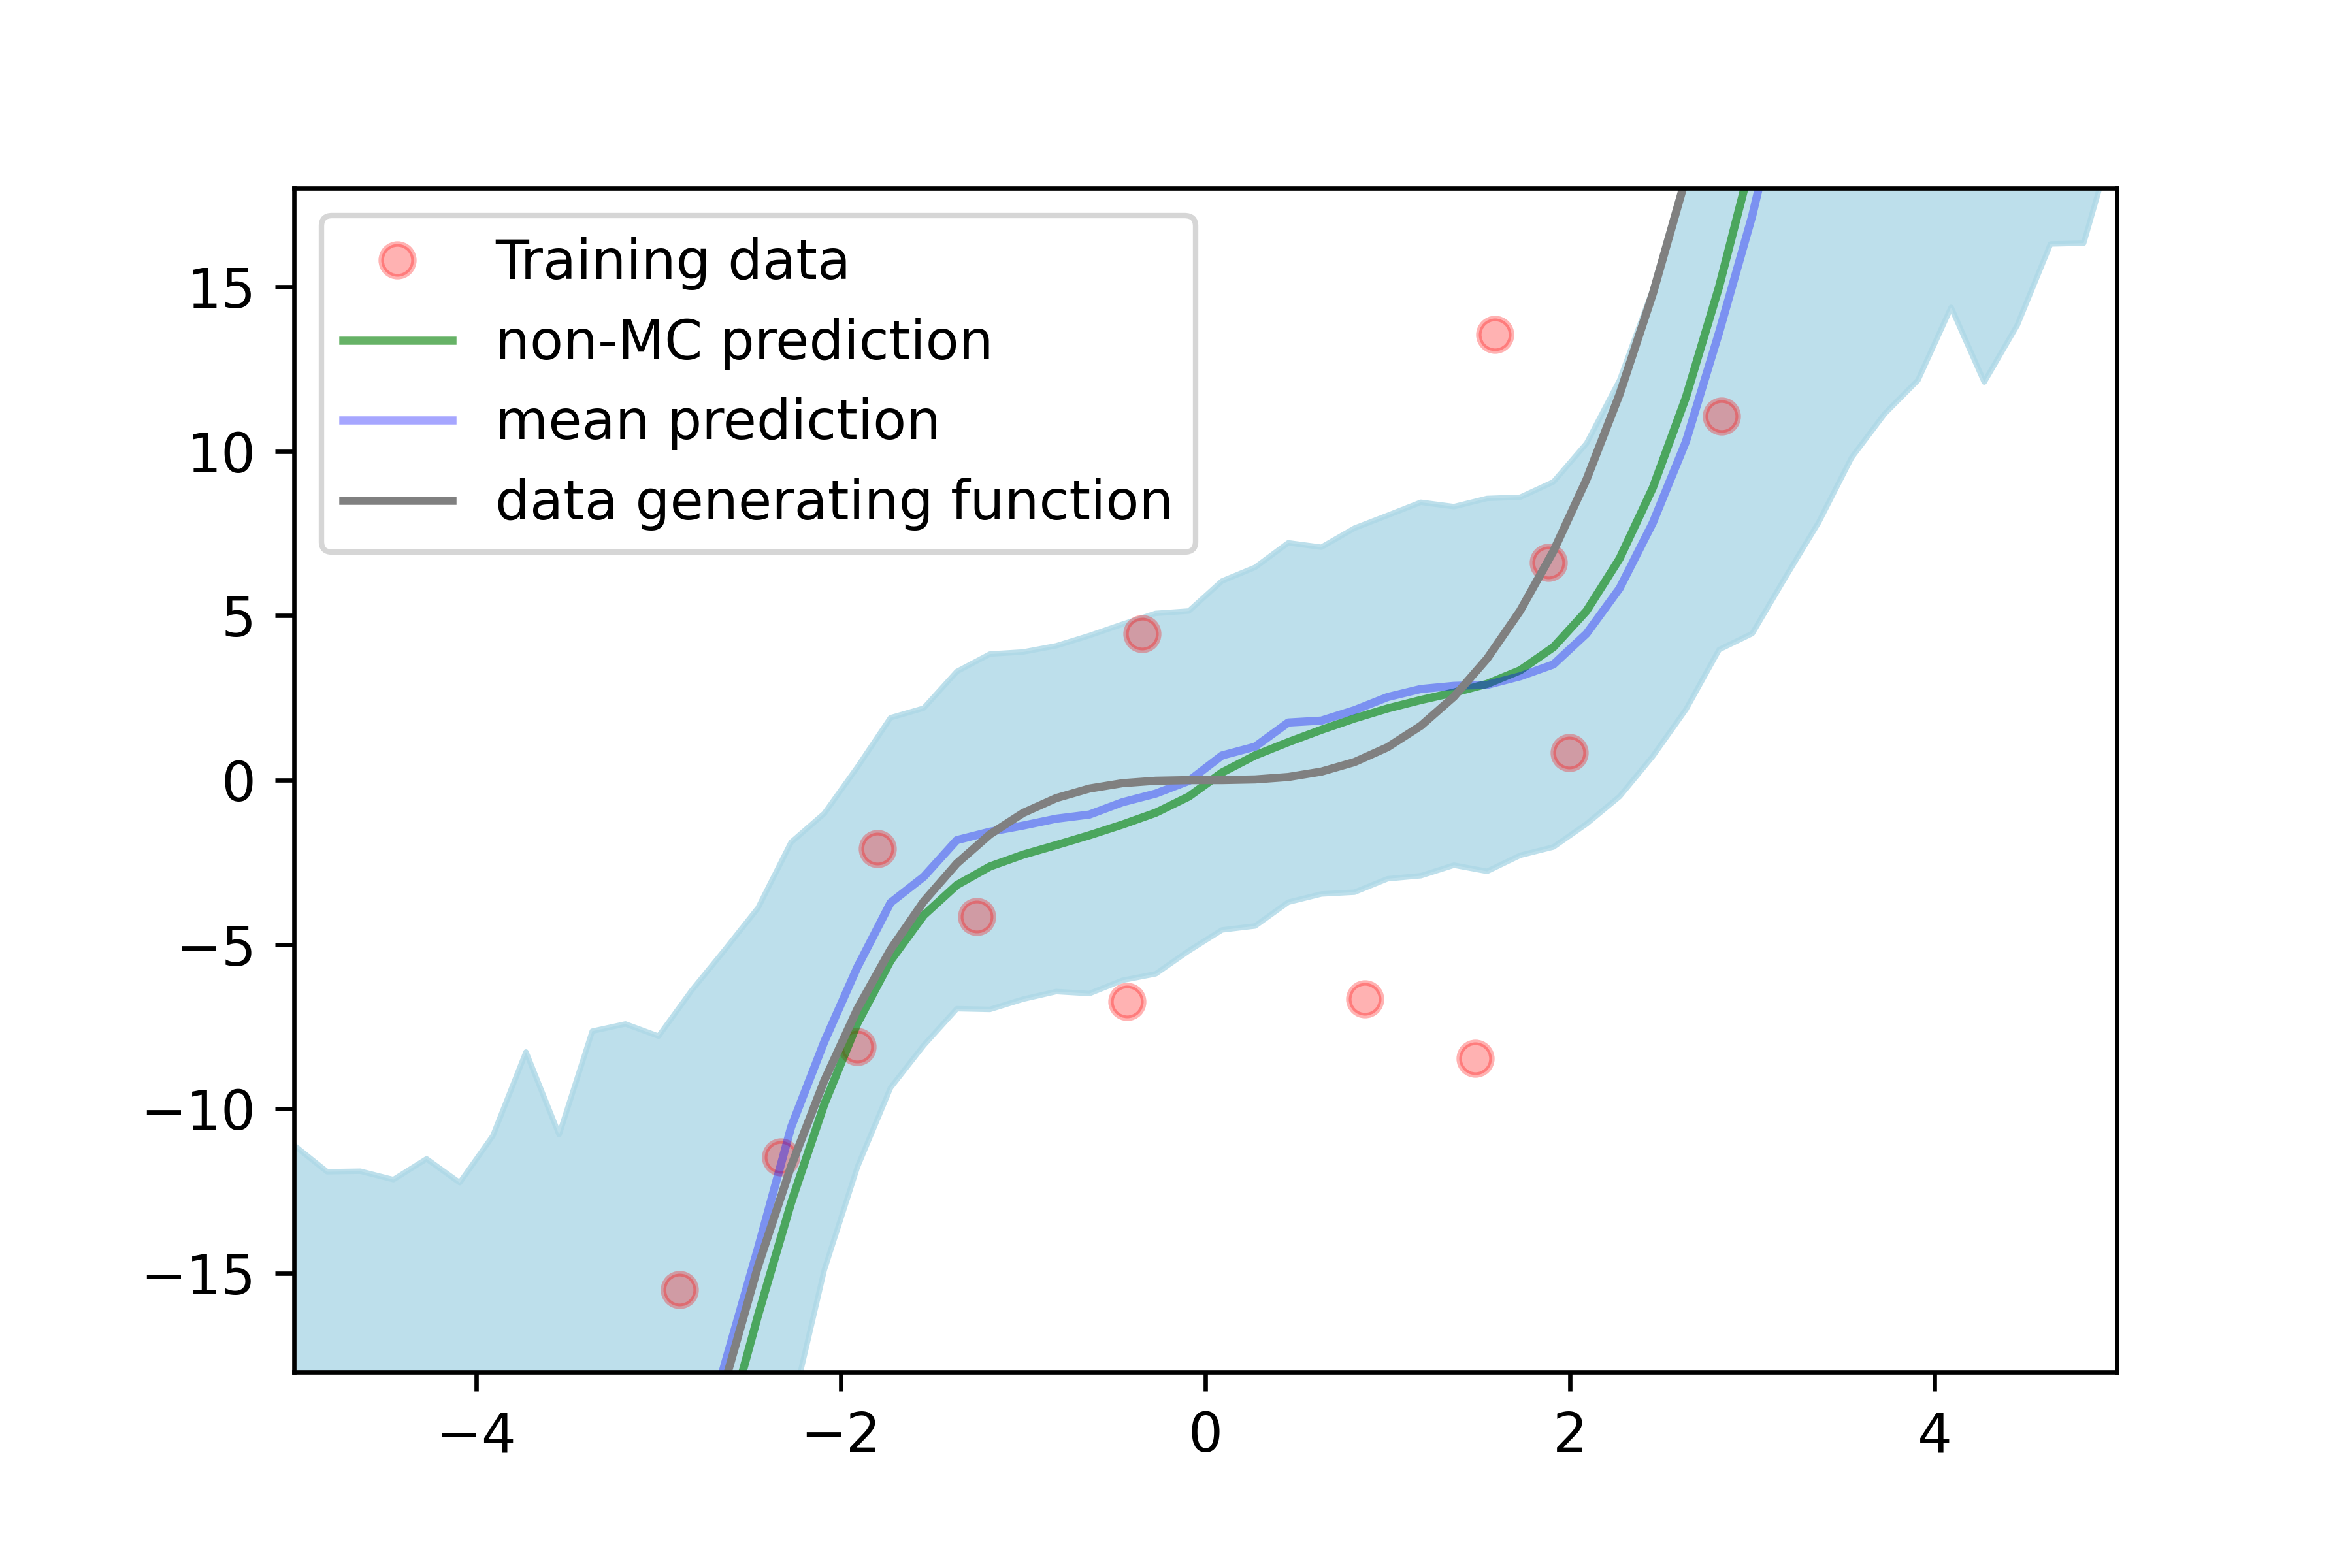 Training data
non-MC prediction
mean prediction
data generating function
15
10
5
0
−5
−10
−15
−4 −2 0 2 4